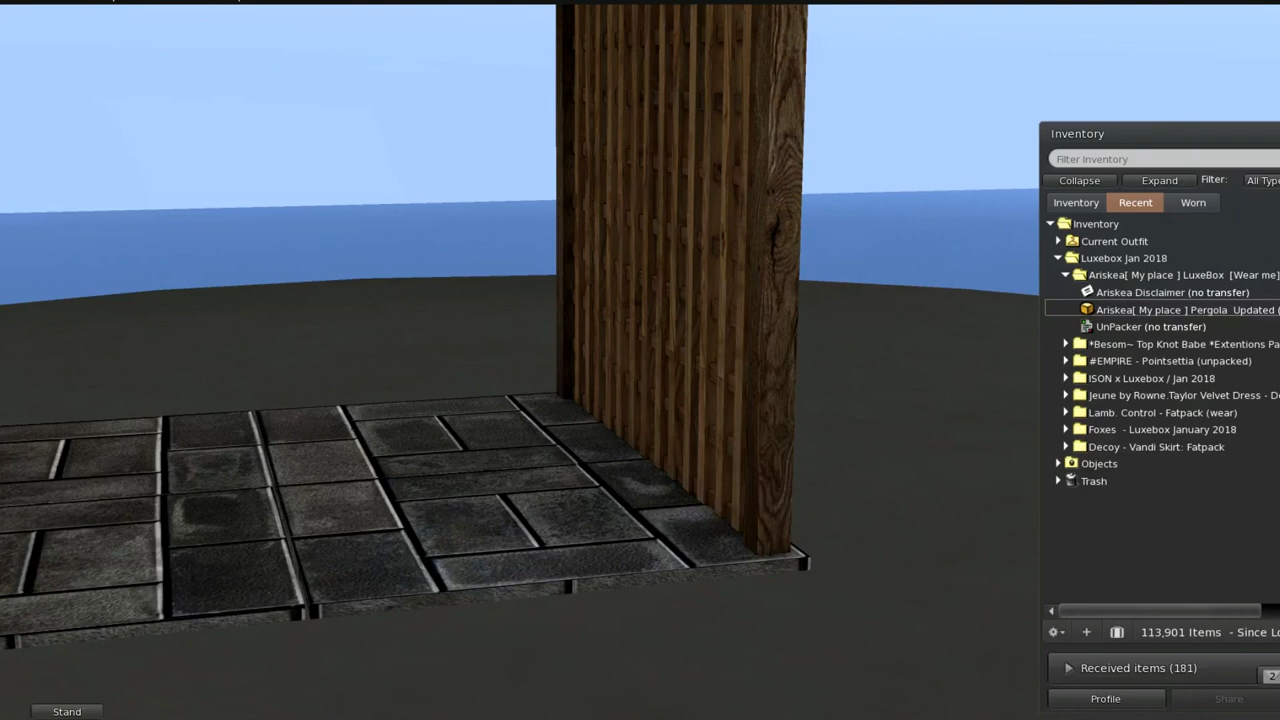 Inventory
Filter Inventory
Collapse Expand Filter: All Typ
Inventory Recent Worn
Inventory
Current Outfit
Luxebox Jan 2018
Ariskea[ My place ] LuxeBox [Wear me]
Ariskea Disclaimer (no transfer)
Ariskea[ My place ] Pergola Updated (
UnPacker (no transfer)
*Besom~ Top Knot Babe *Extentions Pa
#EMPIRE - Pointsettia (unpacked)
ISON x Luxebox / Jan 2018
Jeune by Rowne.Taylor Velvet Dress - De
Lamb. Control - Fatpack (wear)
Foxes - Luxebox January 2018
Decoy - Vandi Skirt: Fatpack
Objects
Trash
113,901 Items - Since Lo
Received items (181)
2
Profile Share
Stand